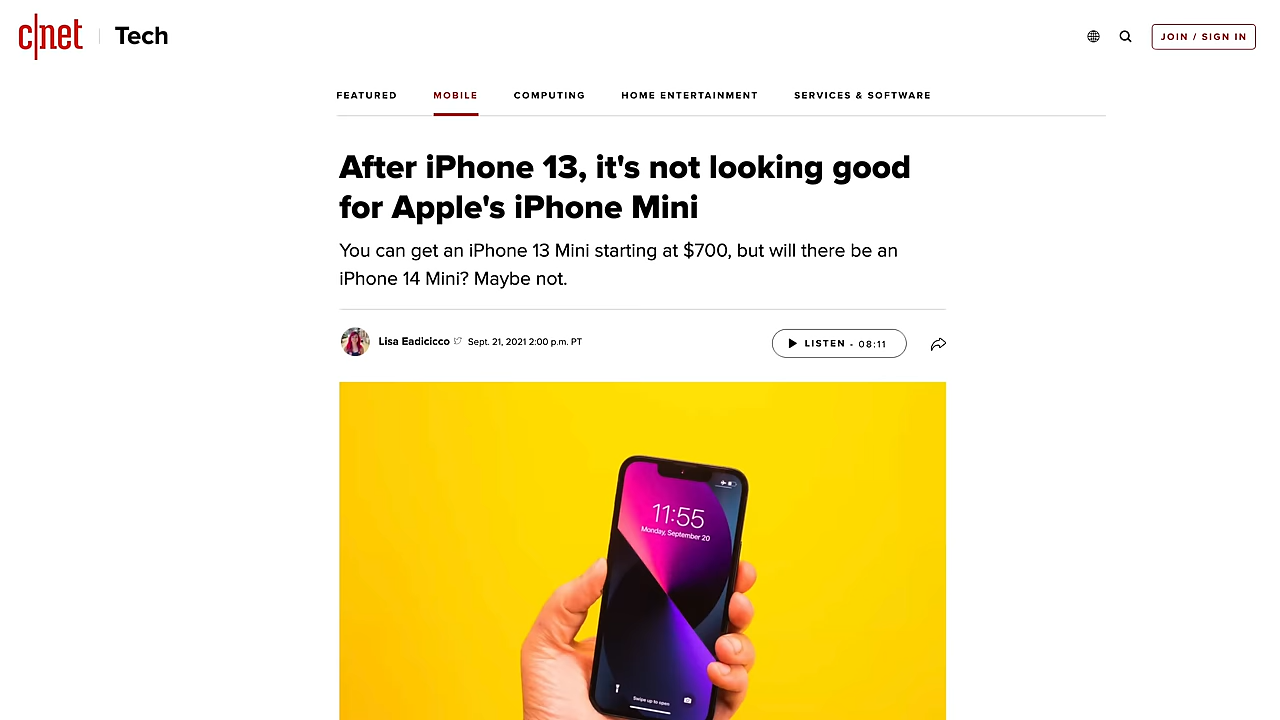 c|net Tech
JOIN / SIGN IN
FEATURED MOBILE COMPUTING HOME ENTERTAINMENT SERVICES & SOFTWARE
After iPhone 13, it's not looking good
for Apple's iPhone Mini
You can get an iPhone 13 Mini starting at $700, but will there be an
iPhone 14 Mini? Maybe not.
Lisa Eadicicco Sept. 21, 2021 2:00 p.m. PT
LISTEN - 08:11
11:55
Monday, September 20
Swipe up to open